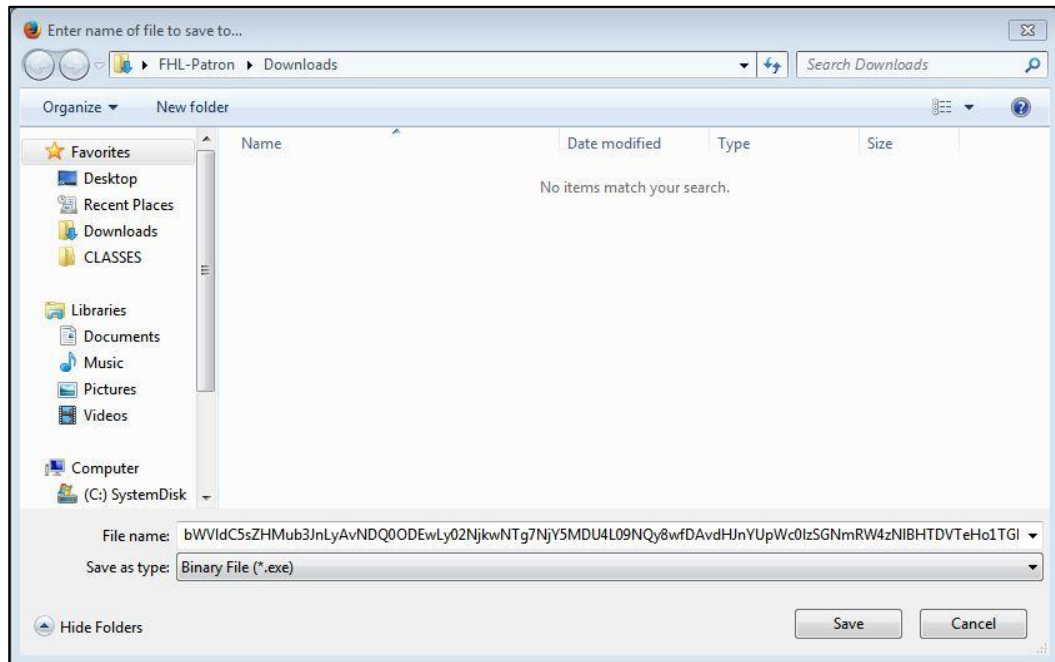 Enter name of file to save to...
FHL-Patron Downloads Search Downloads
Organize New folder
Name Date modified Type Size
No items match your search.
Favorites
Desktop
Recent Places
Downloads
CLASSES
Libraries
Documents
Music
Pictures
Videos
Computer
(C:) SystemDisk
File name:
Save as type: Binary File (*.exe)
Hide Folders Save Cancel